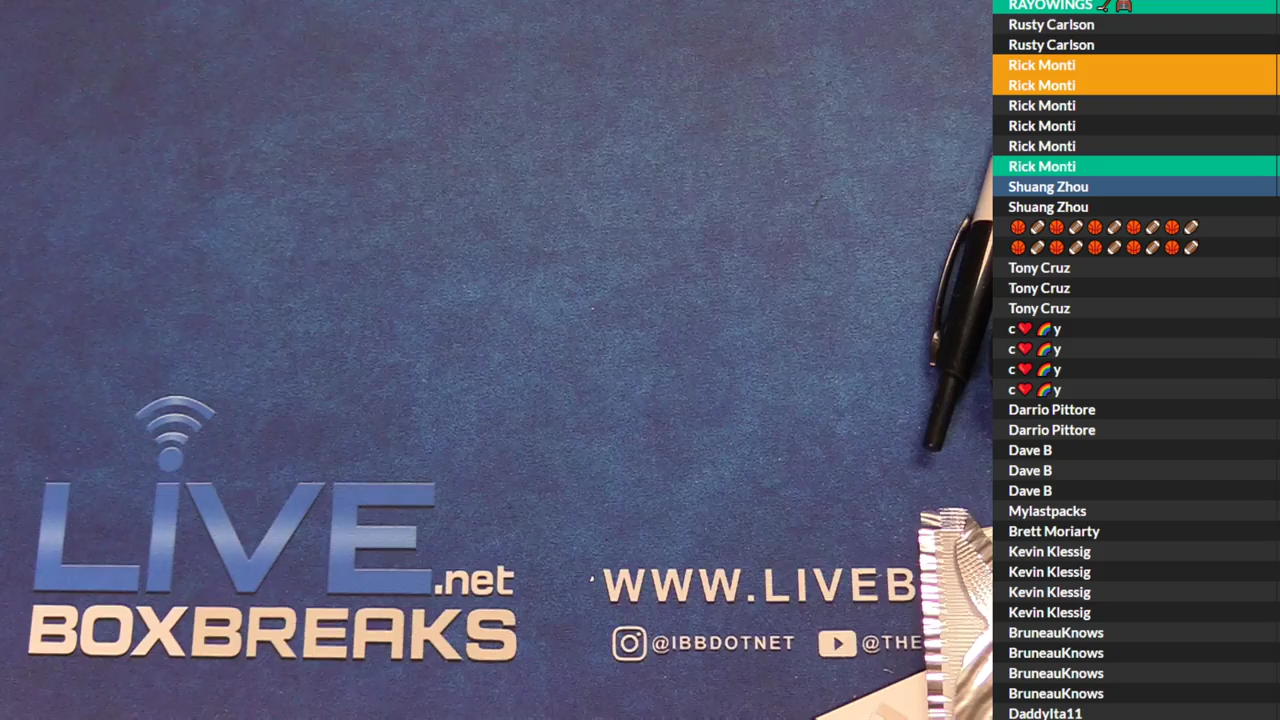 RAYOWINGS
Rusty Carlson
Rusty Carlson
Rick Monti
Rick Monti
Rick Monti
Rick Monti
Rick Monti
Rick Monti
Shuang Zhou
Shuang Zhou
🏀🏈🏀🏈🏀🏈🏀🏈🏀🏈
🏀🏈🏀🏈🏀🏈🏀🏈🏀🏈
Tony Cruz
Tony Cruz
Tony Cruz
c❤️🌈y
c❤️🌈y
c❤️🌈y
c❤️🌈y
Darrio Pittore
Darrio Pittore
Dave B
Dave B
Dave B
Mylastpacks
Brett Moriarty
Kevin Klessig
Kevin Klessig
Kevin Klessig
Kevin Klessig
BruneauKnows
BruneauKnows
BruneauKnows
BruneauKnows
DaddyIta11
LiVE.net
BOXBREAKS
WWW.LIVEB
@IBBDOTNET @THE